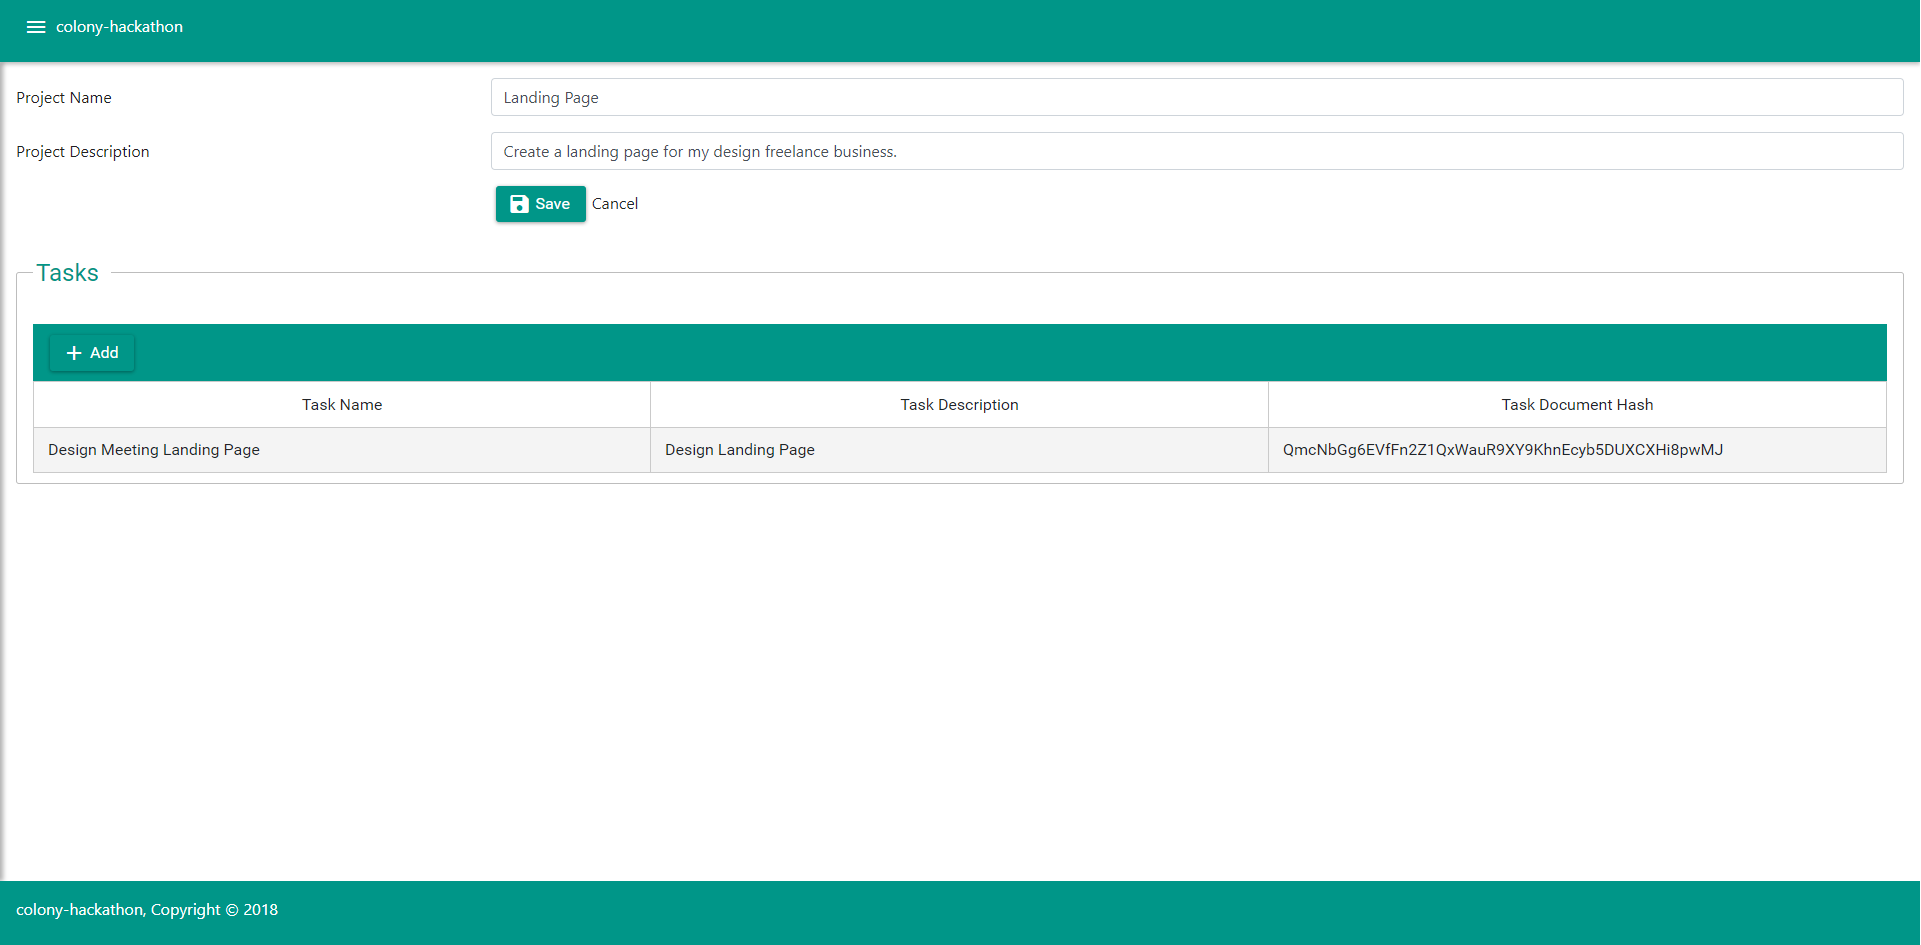 colony-hackathon
Project Name
Landing Page
Project Description
Create a landing page for my design freelance business.
Save Cancel
Tasks
Add
Task Name Task Description Task Document Hash
Design Meeting Landing Page Design Landing Page QmcNbGg6EVfFn2Z1QxWauR9XY9KhnEcyb5DUXCXHi8pwMJ
colony-hackathon, Copyright © 2018